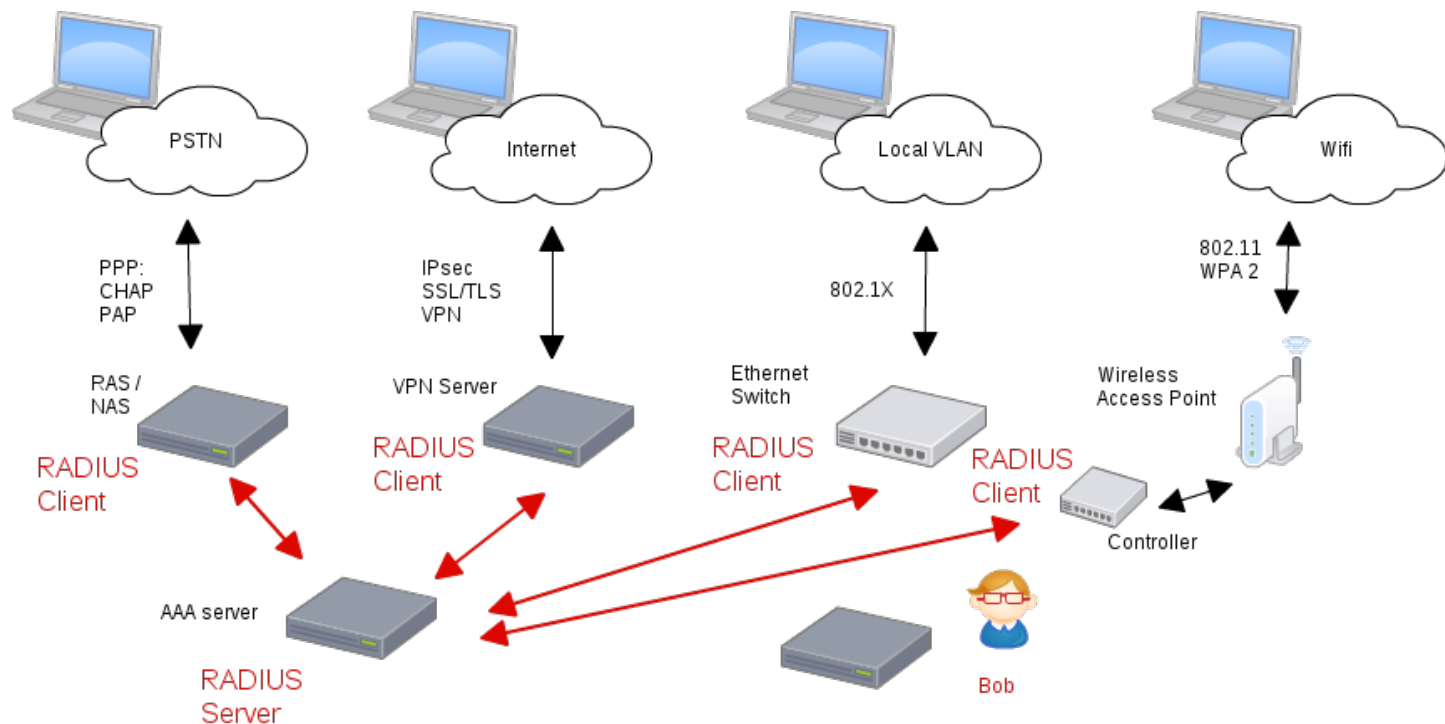 PSTN
Internet
Local VLAN
Wifi
PPP:
CHAP
PAP
IPsec
SSL/TLS
VPN
802.1X
802.11
WPA 2
RAS /
NAS
VPN Server
Ethernet
Switch
Wireless
Access Point
RADIUS
Client
RADIUS
Client
RADIUS
Client
RADIUS
Client
Controller
AAA server
RADIUS
Server
Bob